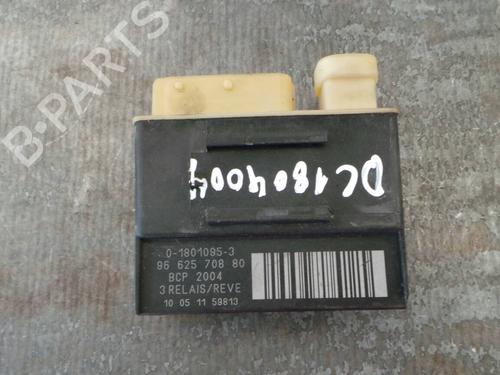 B-PARTS
DC1804004
0-1801095-3
96 625 708 80
BCP 2004
3 RELAIS/REVE
10 05 11 59813